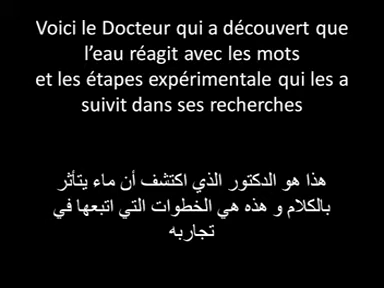 Voici le Docteur qui a découvert que
l’eau réagit avec les mots
et les étapes expérimentale qui les a
suivit dans ses recherches
هذا هو الدكتور الذي اكتشف أن ماء يتأثر
بالكلام و هذه هي الخطوات التي اتبعها في
تجاربه